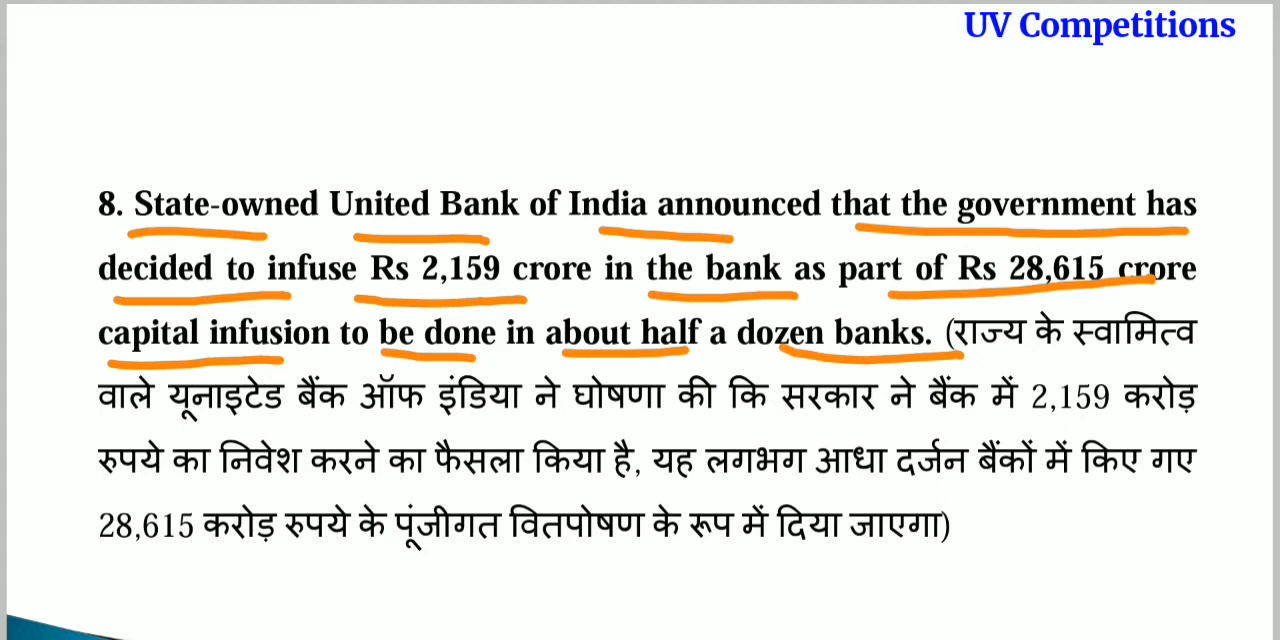 UV Competitions
8. State-owned United Bank of India announced that the government has
decided to infuse Rs 2,159 crore in the bank as part of Rs 28,615 crore
capital infusion to be done in about half a dozen banks. (राज्य के स्वामित्व
वाले यूनाइटेड बैंक ऑफ इंडिया ने घोषणा की कि सरकार ने बैंक में 2,159 करोड़
रुपये का निवेश करने का फैसला किया है, यह लगभग आधा दर्जन बैंकों में किए गए
28,615 करोड़ रुपये के पूंजीगत वितपोषण के रूप में दिया जाएगा)